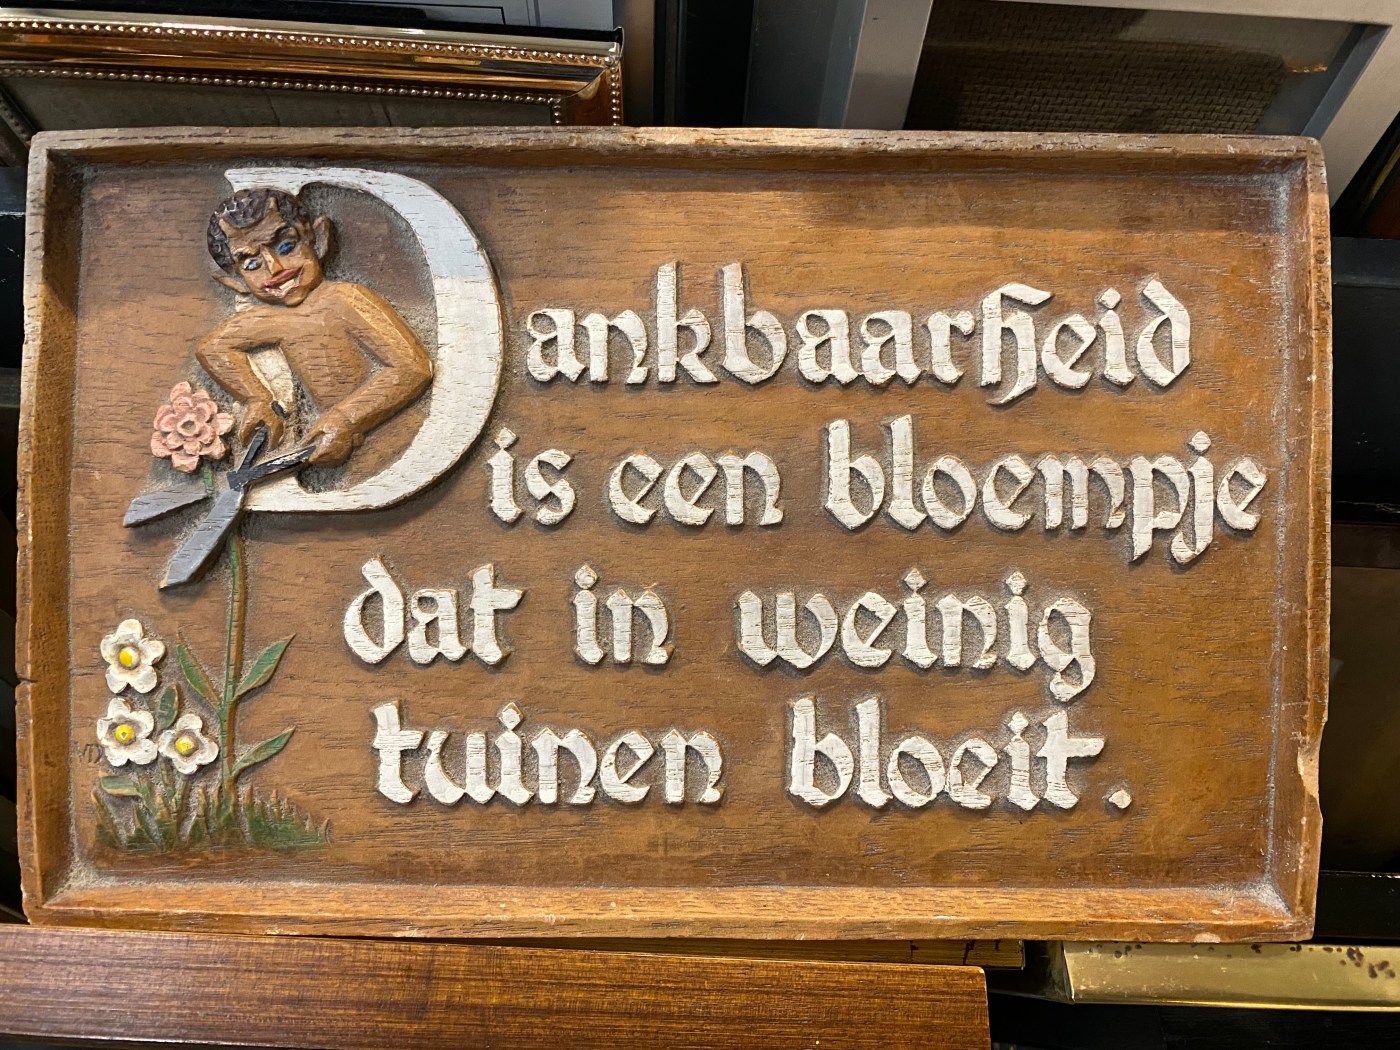 Dankbaarheid
is een bloempje
dat in weinig
tuinen bloeit.